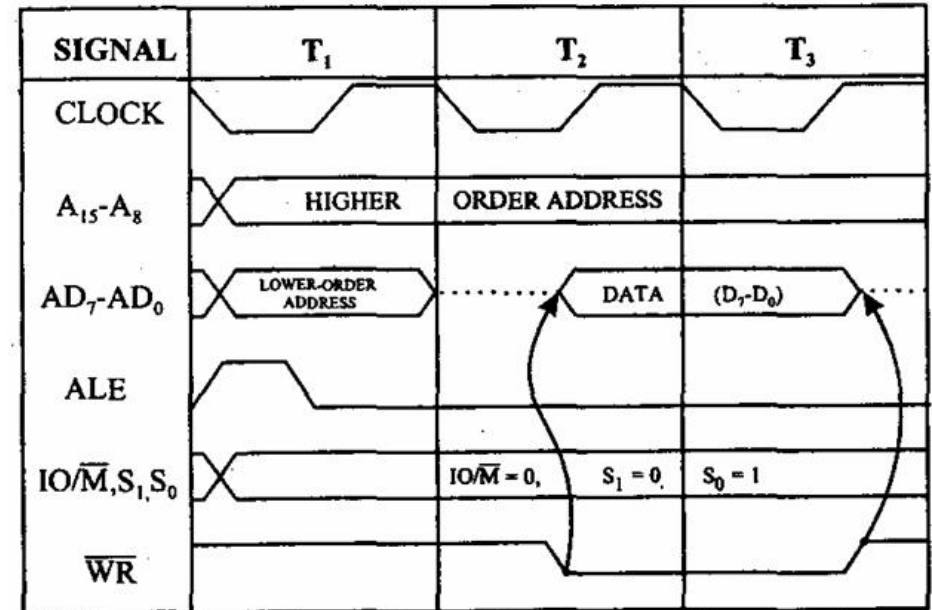 SIGNAL T₁ T₂ T₃
CLOCK
A₁₅-A₈ HIGHER ORDER ADDRESS
AD₇-AD₀ LOWER-ORDER ADDRESS DATA (D₇-D₀)
ALE
IO/M̅,S₁,S₀ IO/M̅ = 0, S₁ = 0, S₀ = 1
W̅R̅